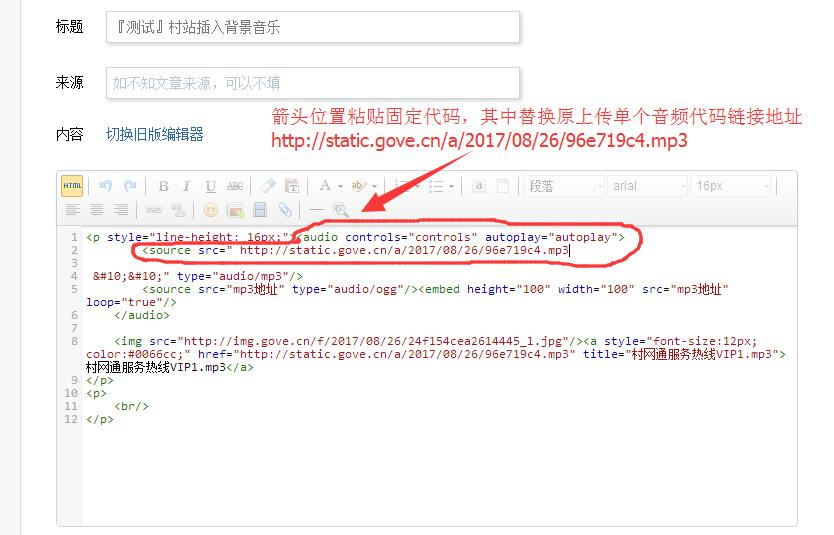 标题
『测试』村站插入背景音乐
来源
如不知文章来源，可以不填
箭头位置粘贴固定代码，其中替换原上传单个音频代码链接地址
http://static.gove.cn/a/2017/08/26/96e719c4.mp3
内容 切换旧版编辑器
HTML B I U ABC A ab a 段落 arial 16px
1 <p style="line-height: 16px;"><audio controls="controls" autoplay="autoplay">
2 <source src=" http://static.gove.cn/a/2017/08/26/96e719c4.mp3
3
4 &#10;&#10;" type="audio/mp3"/>
5 <source src="mp3地址" type="audio/ogg"/><embed height="100" width="100" src="mp3地址"
loop="true"/>
6 </audio>
7
8 <img src="http://img.gove.cn/f/2017/08/26/24f154cea2614445_l.jpg"/><a style="font-size:12px;
color:#0066cc;" href="http://static.gove.cn/a/2017/08/26/96e719c4.mp3" title="村网通服务热线VIP1.mp3">
村网通服务热线VIP1.mp3</a>
9 </p>
10 <p>
11 <br/>
12 </p>